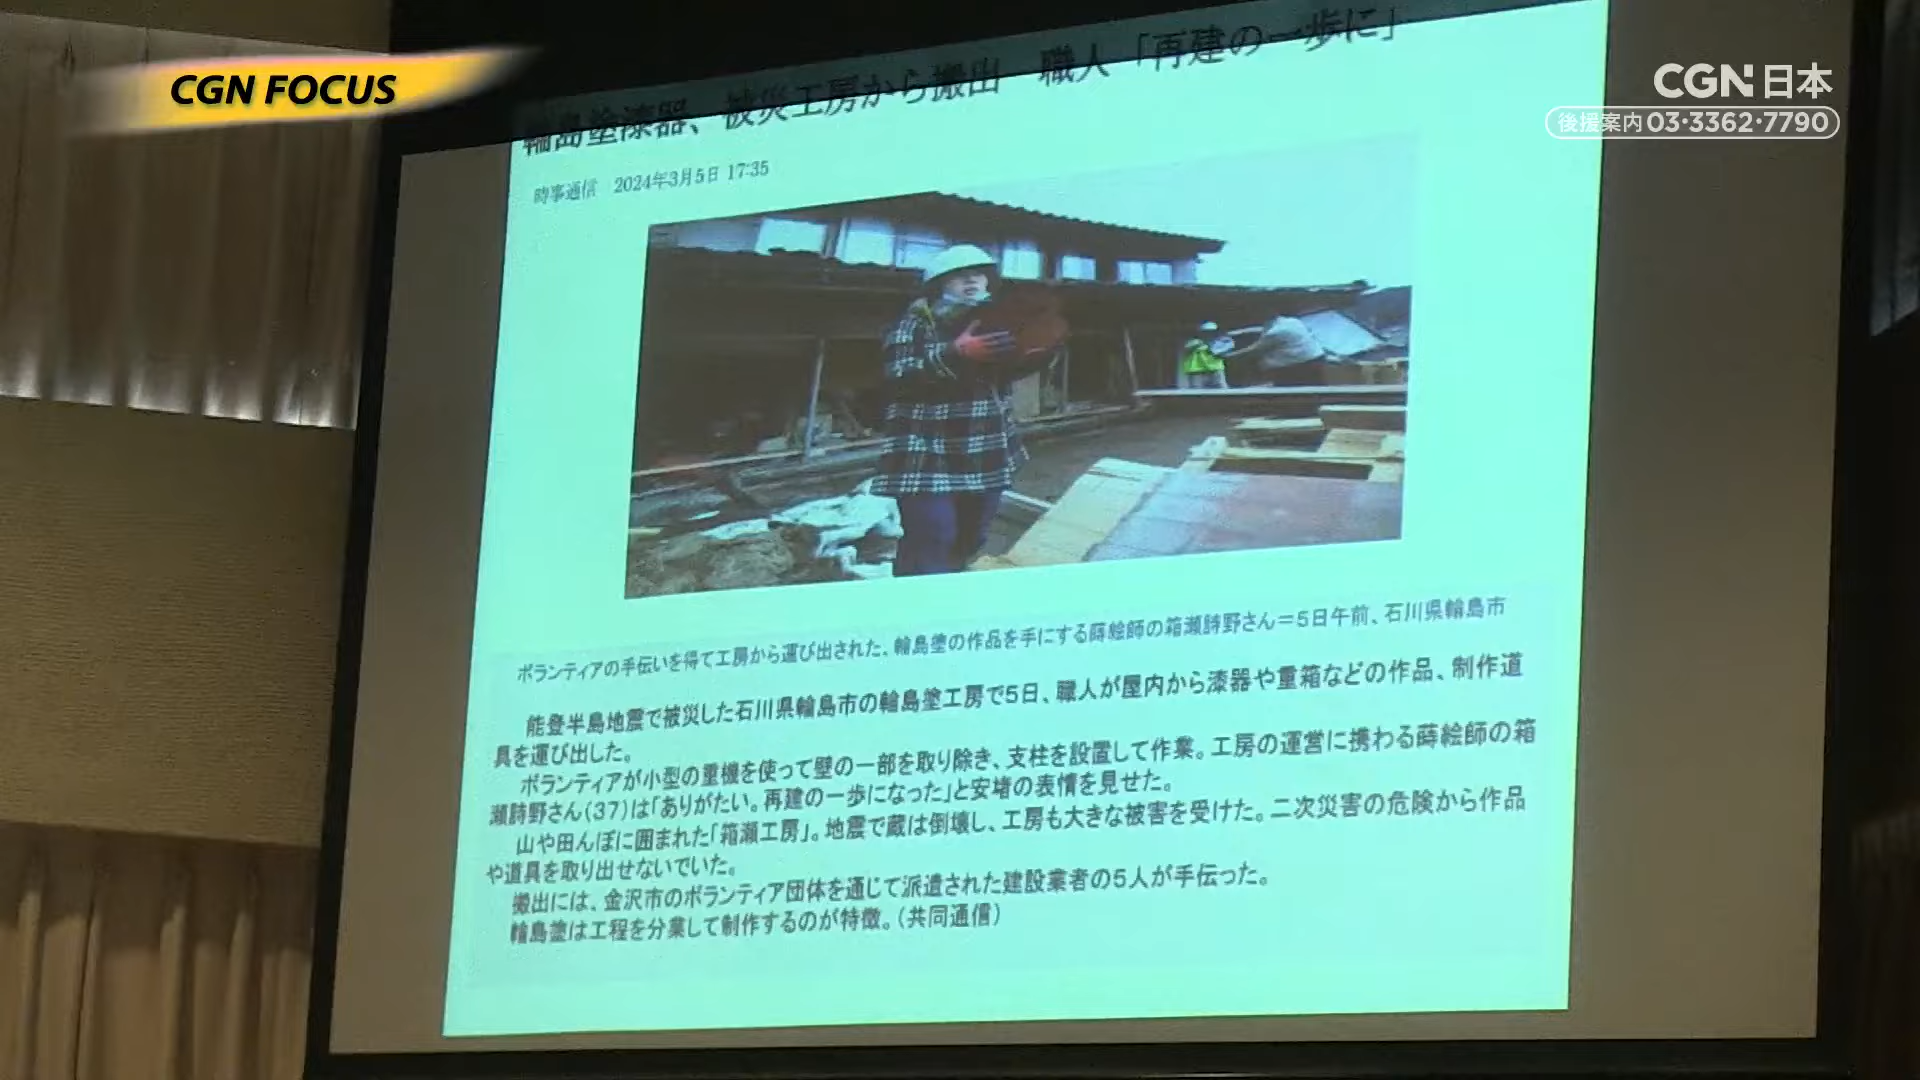 CGN FOCUS
CGN日本
後援案内 03·3362·7790
輪島塗漆器、被災工房から搬出 職人「再建の一歩に」
時事通信 2024年3月5日 17:35
ボランティアの手伝いを得て工房から運び出された、輪島塗の作品を手にする蒔絵師の箱瀬詩野さん＝5日午前、石川県輪島市
能登半島地震で被災した石川県輪島市の輪島塗工房で5日、職人が屋内から漆器や重箱などの作品、制作道
具を運び出した。
ボランティアが小型の重機を使って壁の一部を取り除き、支柱を設置して作業。工房の運営に携わる蒔絵師の箱
瀬詩野さん(37)は「ありがたい。再建の一歩になった」と安堵の表情を見せた。
山や田んぼに囲まれた「箱瀬工房」。地震で蔵は倒壊し、工房も大きな被害を受けた。二次災害の危険から作品
や道具を取り出せないでいた。
搬出には、金沢市のボランティア団体を通じて派遣された建設業者の5人が手伝った。
輪島塗は工程を分業して制作するのが特徴。（共同通信）